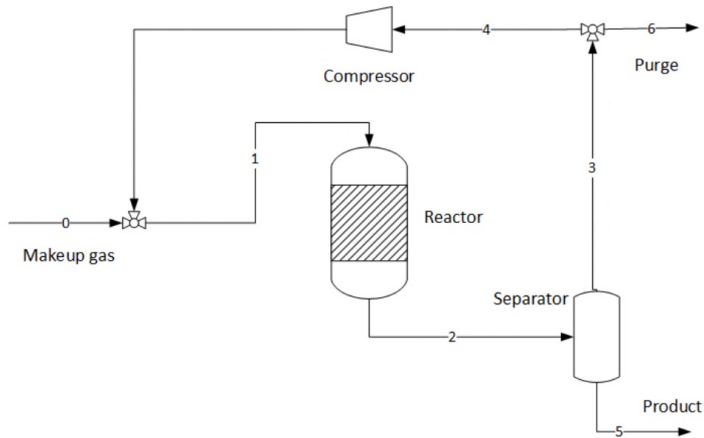 4
6
Compressor
Purge
1
3
0
Reactor
Makeup gas
Separator
2
Product
5